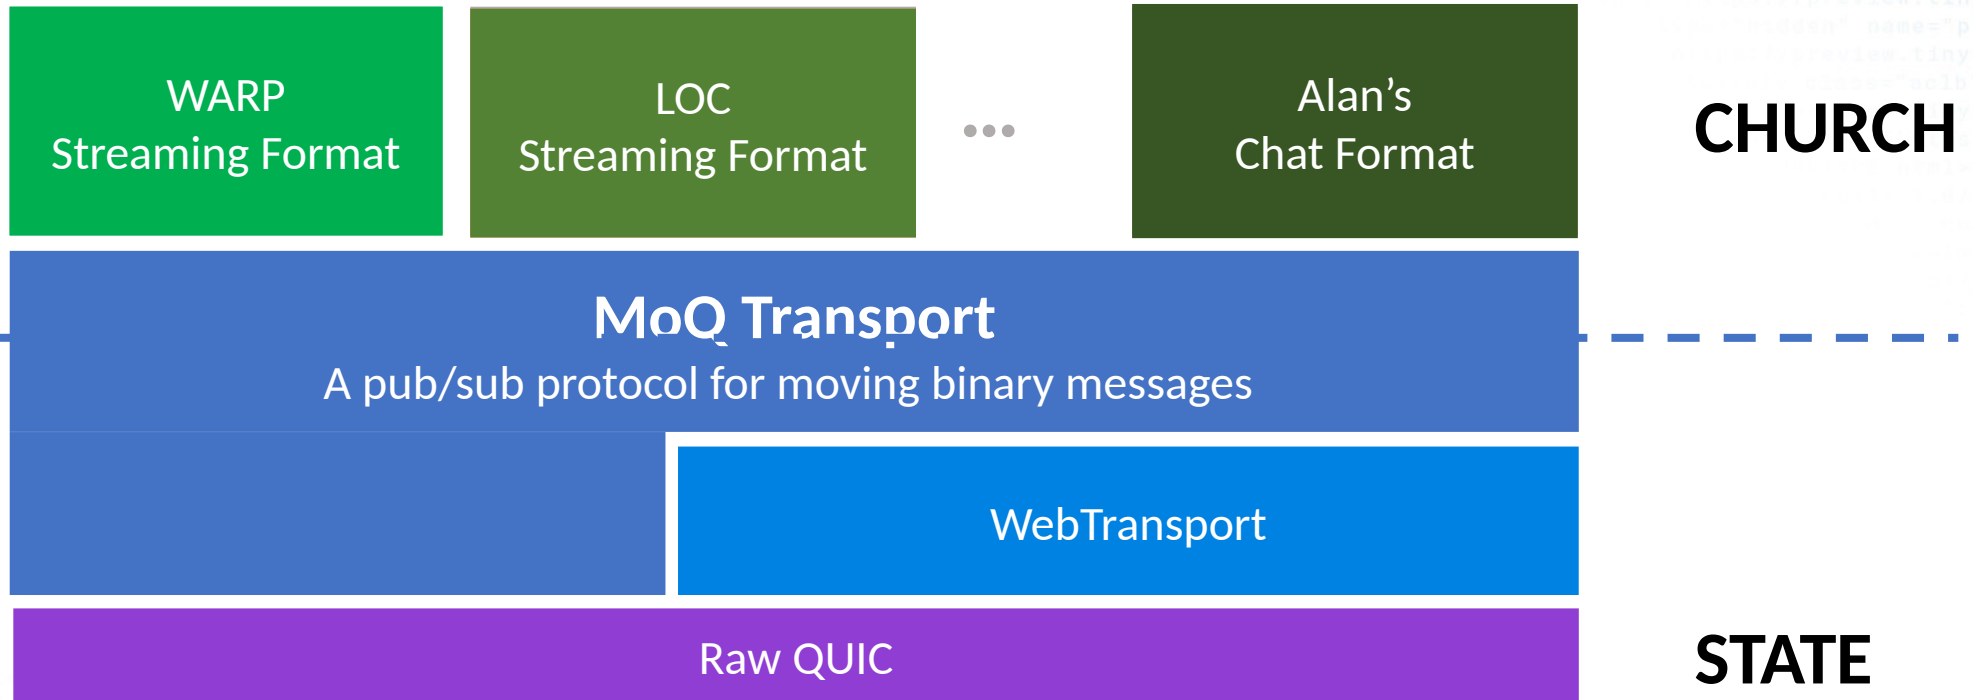 WARP
Streaming Format
LOC
Streaming Format
Alan’s
Chat Format
CHURCH
MoQ Transport
A pub/sub protocol for moving binary messages
WebTransport
Raw QUIC
STATE